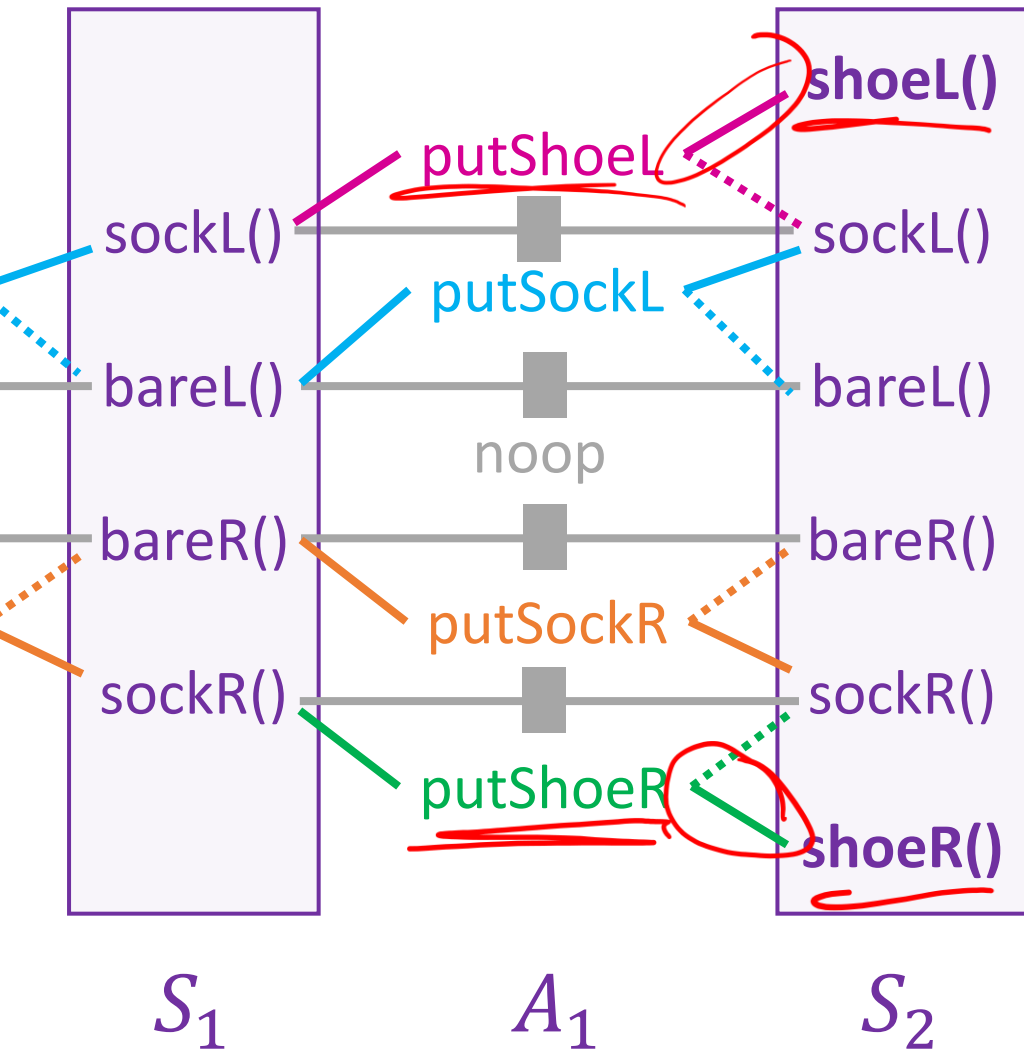 shoeL()
putShoeL
sockL() sockL()
putSockL
bareL() bareL()
noop
bareR() bareR()
putSockR
sockR() sockR()
putShoeR
shoeR()
S₁ A₁ S₂